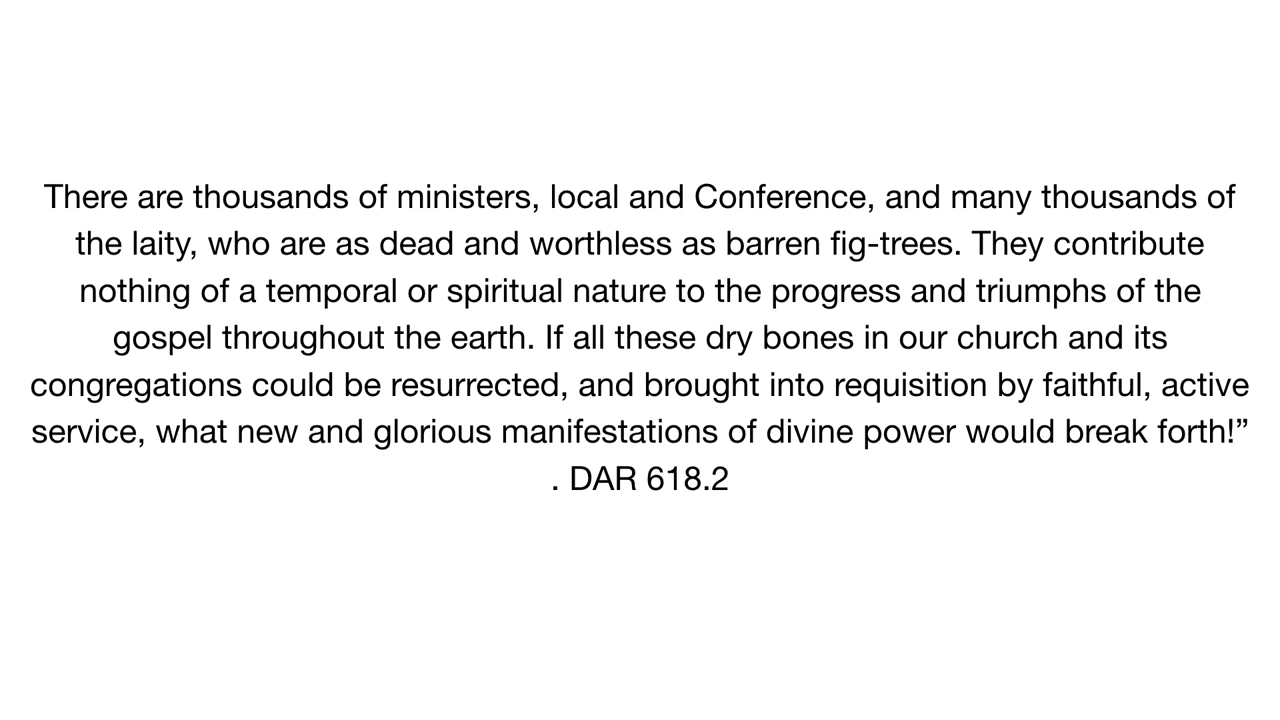 There are thousands of ministers, local and Conference, and many thousands of
the laity, who are as dead and worthless as barren fig-trees. They contribute
nothing of a temporal or spiritual nature to the progress and triumphs of the
gospel throughout the earth. If all these dry bones in our church and its
congregations could be resurrected, and brought into requisition by faithful, active
service, what new and glorious manifestations of divine power would break forth!”
. DAR 618.2